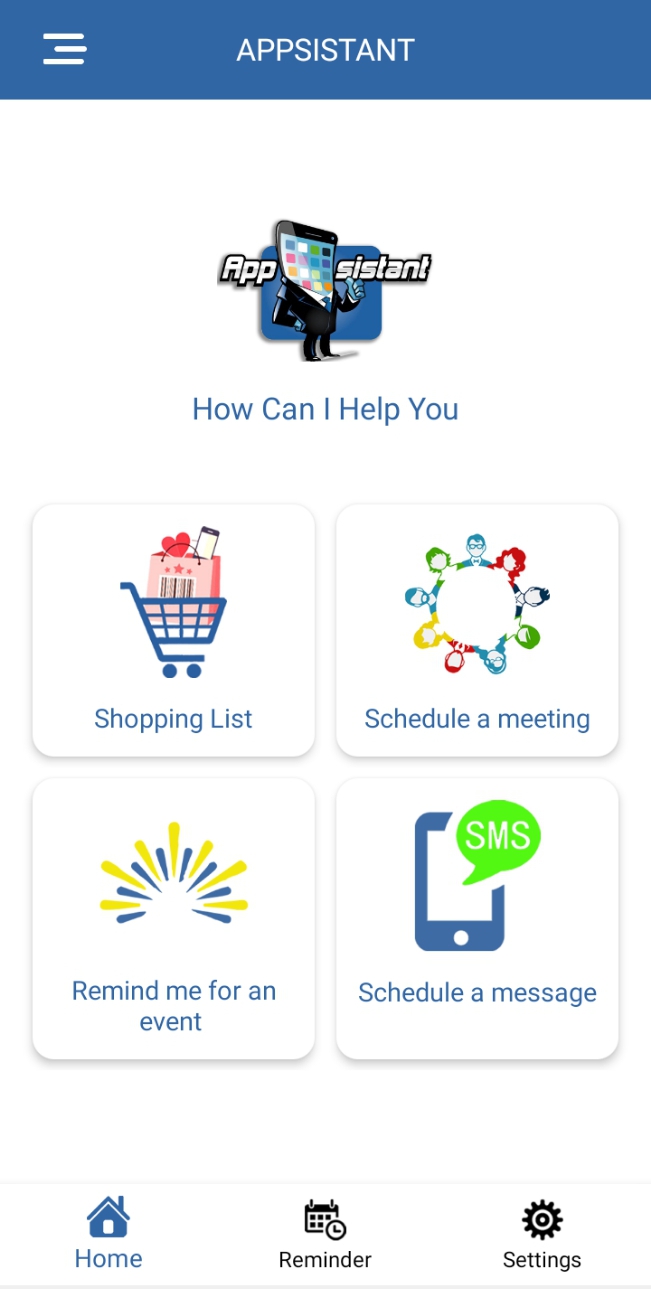 APPSISTANT
App sistant
How Can I Help You
Shopping List
Schedule a meeting
SMS
Remind me for an
event
Schedule a message
Home
Reminder
Settings